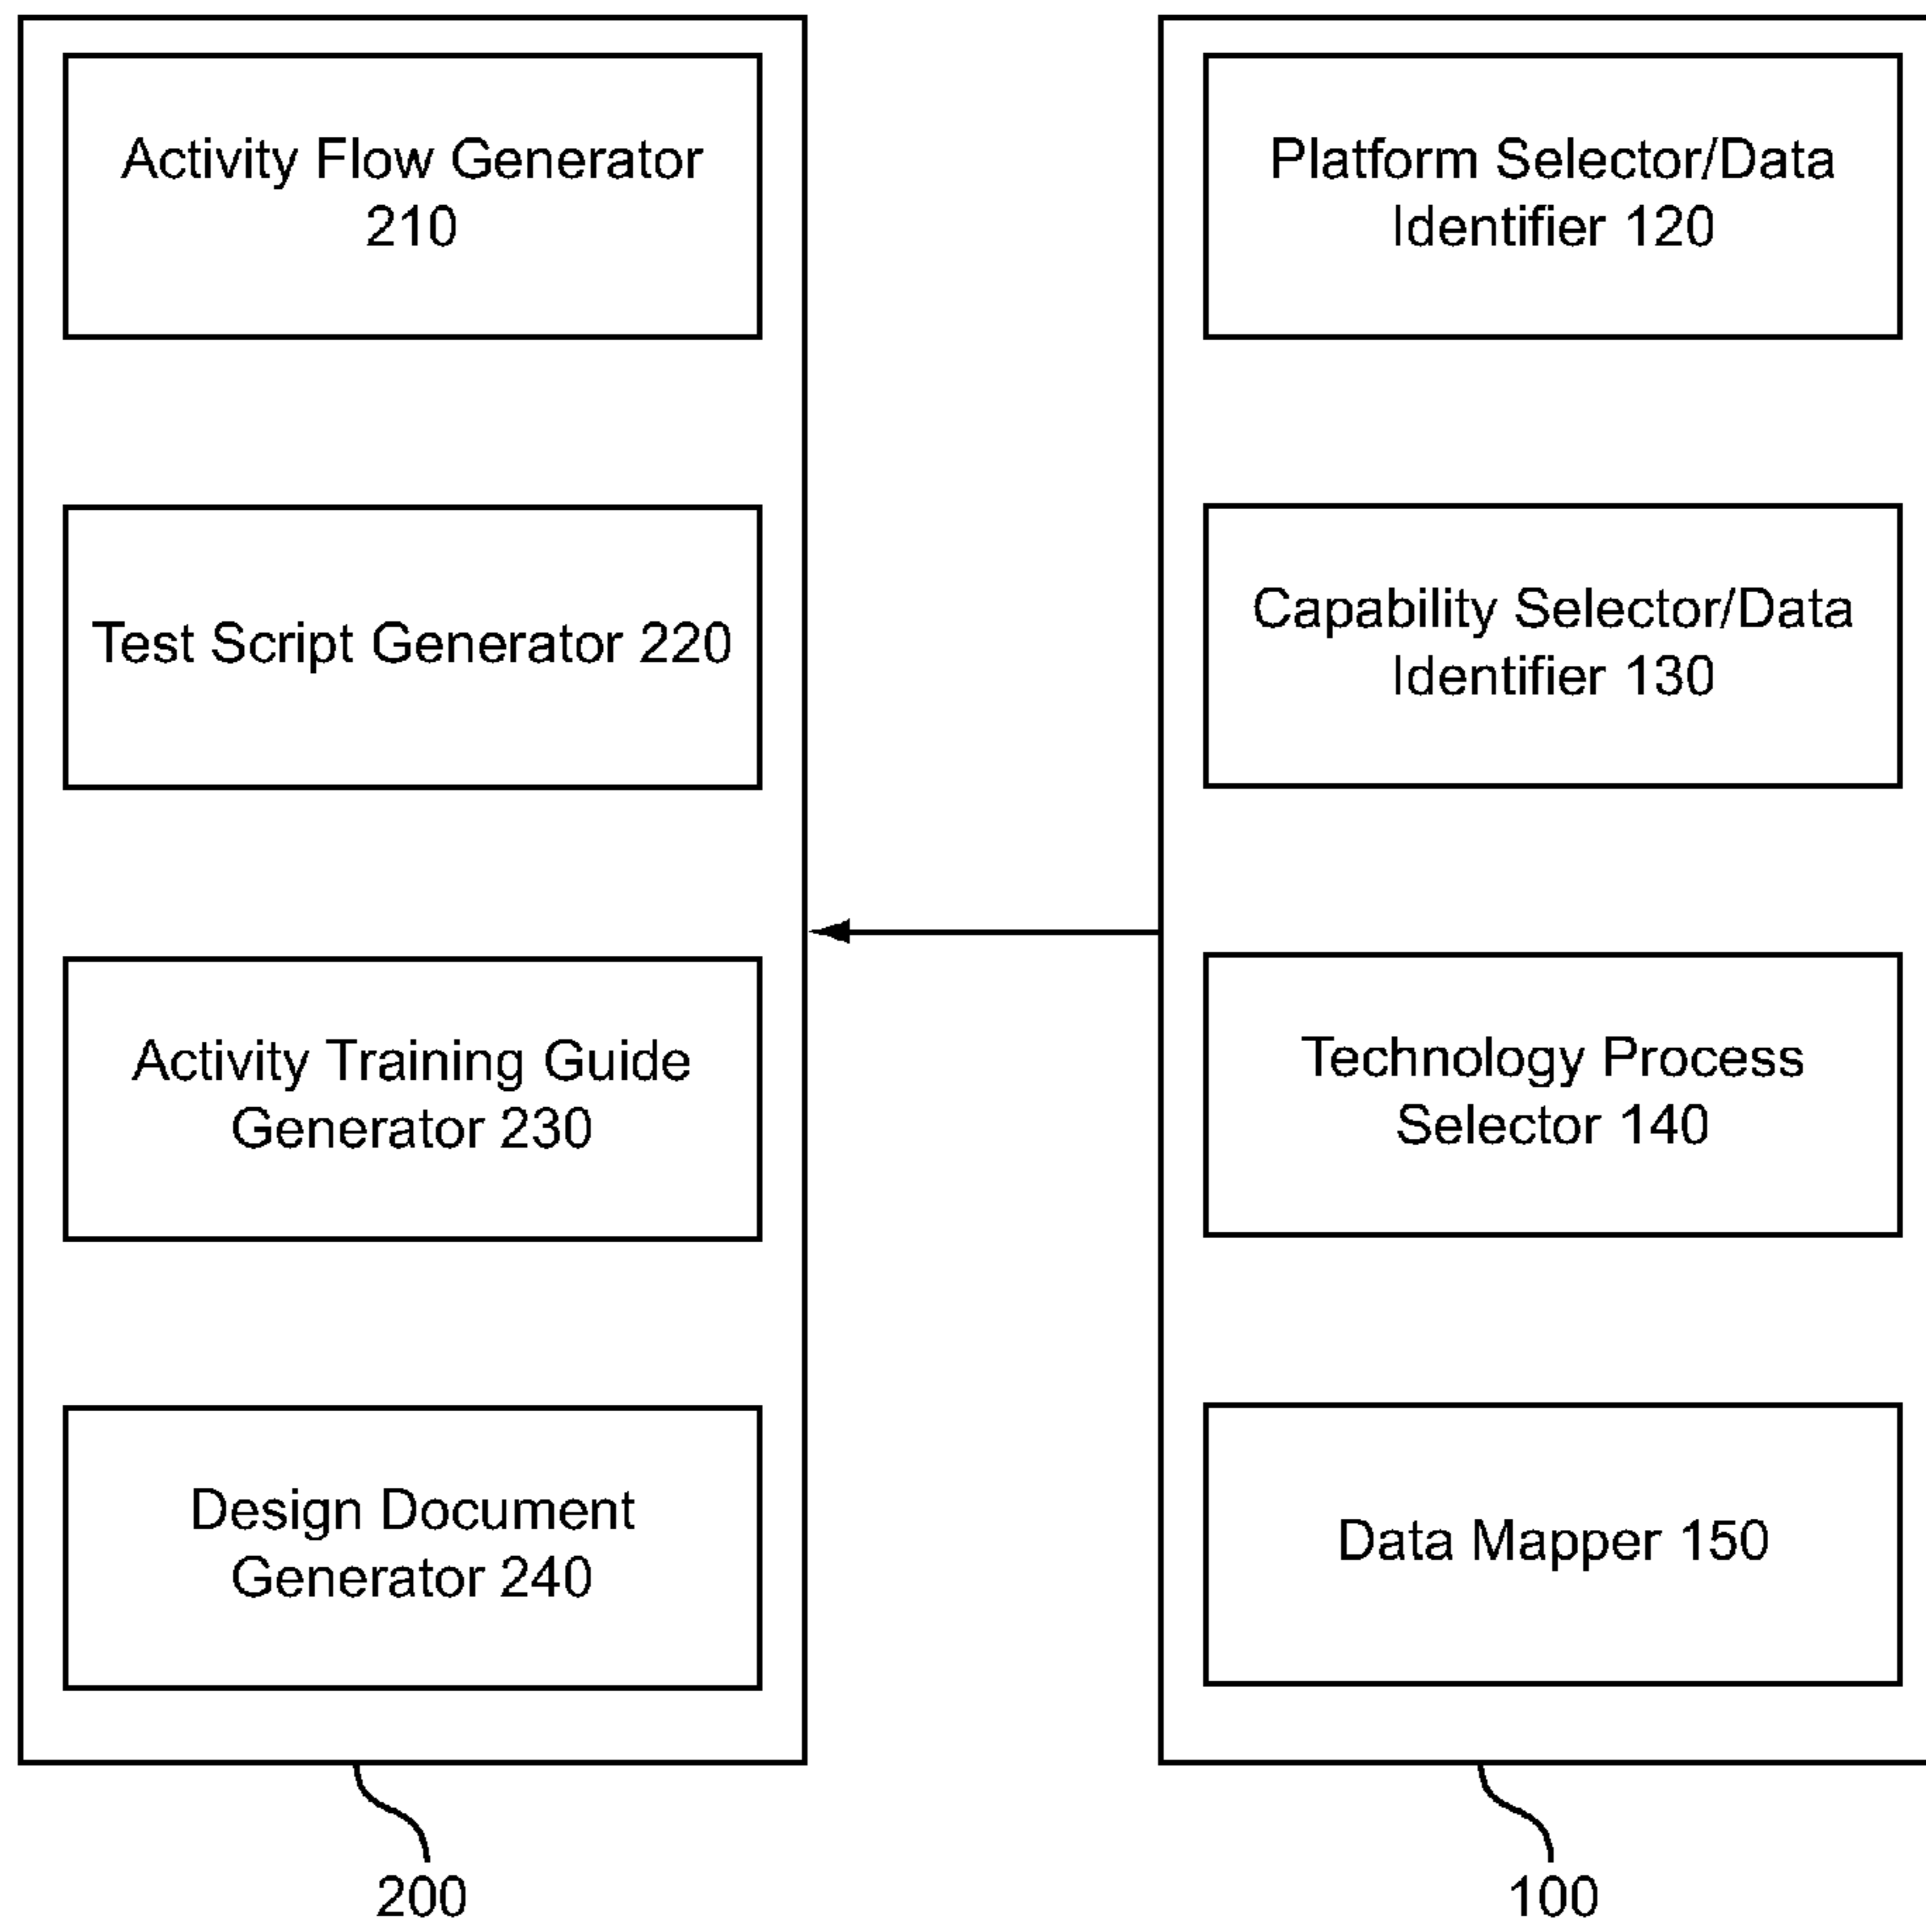 Activity Flow Generator
210
Test Script Generator 220
Activity Training Guide
Generator 230
Design Document
Generator 240
200
Platform Selector/Data
Identifier 120
Capability Selector/Data
Identifier 130
Technology Process
Selector 140
Data Mapper 150
100